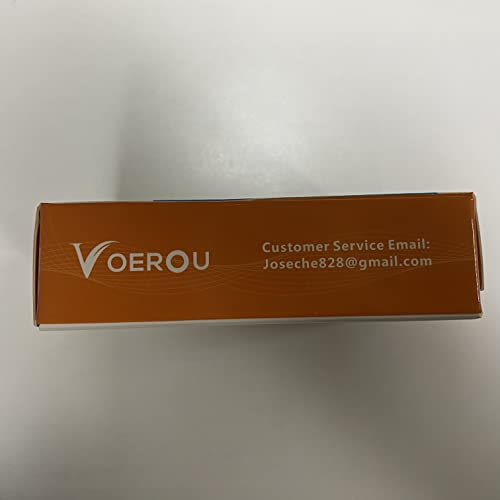 VOEROU
Customer Service Email:
Joseche828@gmail.com